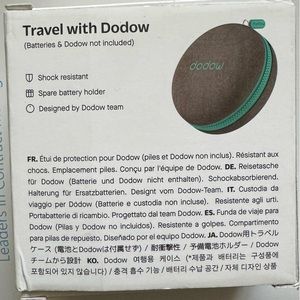 Travel with Dodow
(Batteries & Dodow not included)
Shock resistant
Spare battery holder
Designed by Dodow team
dodow
FR. Étui de protection pour Dodow (piles et Dodow non inclus). Résistant aux
chocs. Emplacement piles. Conçu par l'équipe de Dodow. DE. Reisetasche
für Dodow (Batterie und Dodow nicht enthalten). Schockabsorbierend.
Halterung für Ersatzbatterien. Designt vom Dodow-Team. IT. Custodia da
viaggio per Dodow (batterie e custodia non incluse). Resistente agli urti.
Portabatterie di ricambio. Progettato dal team Dodow. ES. Funda de viaje para
Dodow (Pilas y Dodow no incluidos). Resistente a golpes. Compartimento
para pilas de repuesto. Diseñado por el equipo Dodow. JA. Dodow用トラベル
ケース (電池とDodowは付属せず) / 耐衝撃性 / 予備電池ホルダー / Dodow
チームから設計 KO. Dodow 여행용 케이스 (*제품과 배터리는 구성품에
포함되어 있지 않음) / 충격 흡수 기능 / 배터리 수납 공간 / 자체 디자인 상품
Leaders in Contract